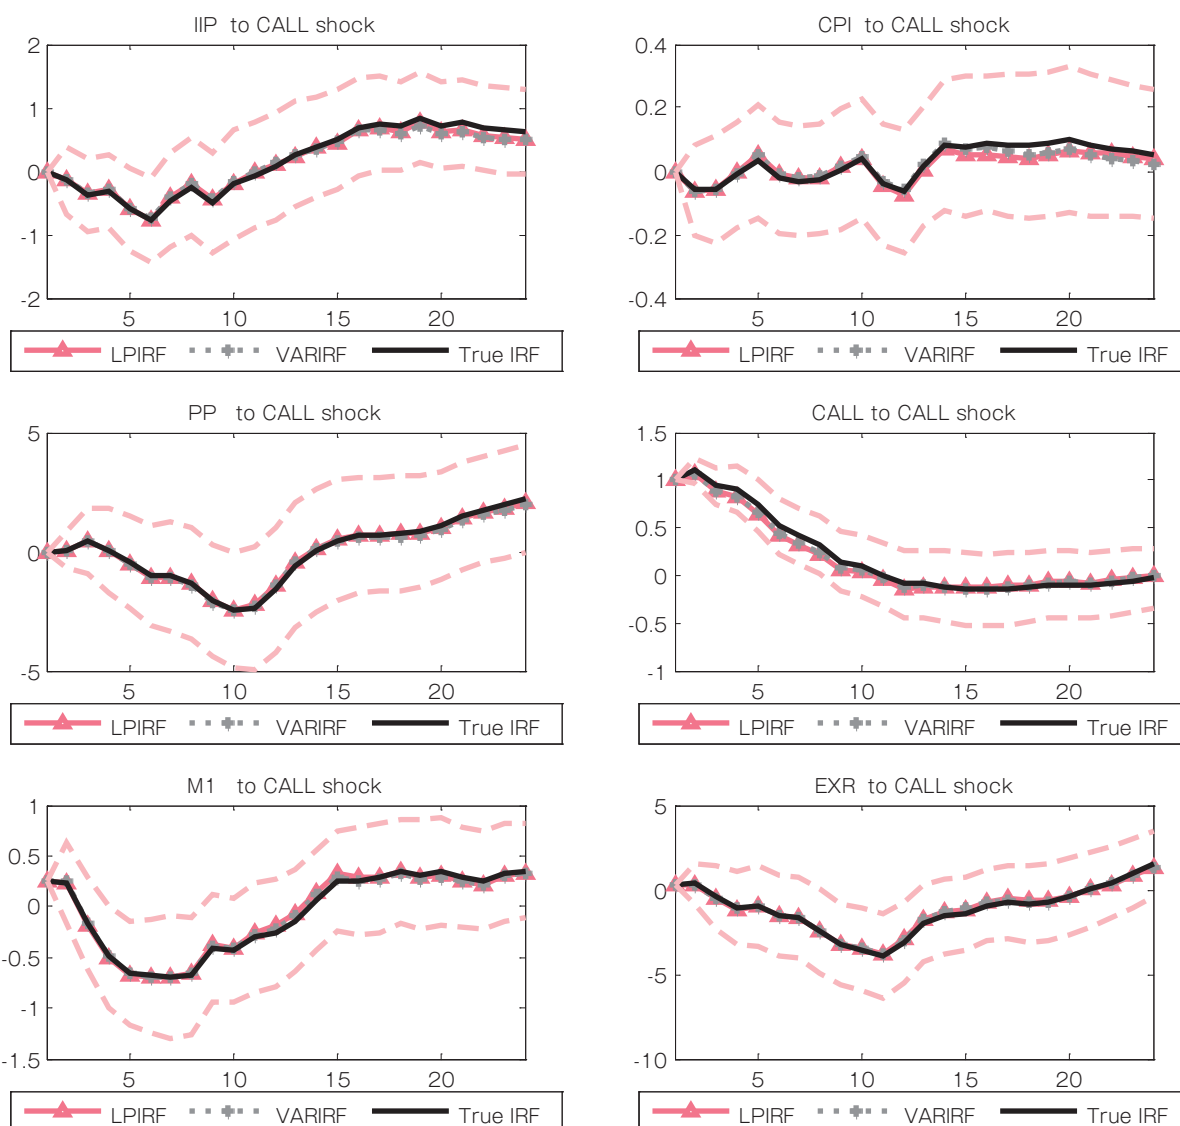 IIP to CALL shock
2
1
0
-1
-2
5 10 15 20
LPIRF VARIRF True IRF
CPI to CALL shock
0.4
0.2
0
-0.2
-0.4
5 10 15 20
LPIRF VARIRF True IRF
PP to CALL shock
5
0
-5
5 10 15 20
LPIRF VARIRF True IRF
CALL to CALL shock
1.5
1
0.5
0
-0.5
-1
5 10 15 20
LPIRF VARIRF True IRF
M1 to CALL shock
1
0.5
0
-0.5
-1
-1.5
5 10 15 20
LPIRF VARIRF True IRF
EXR to CALL shock
5
0
-5
-10
5 10 15 20
LPIRF VARIRF True IRF